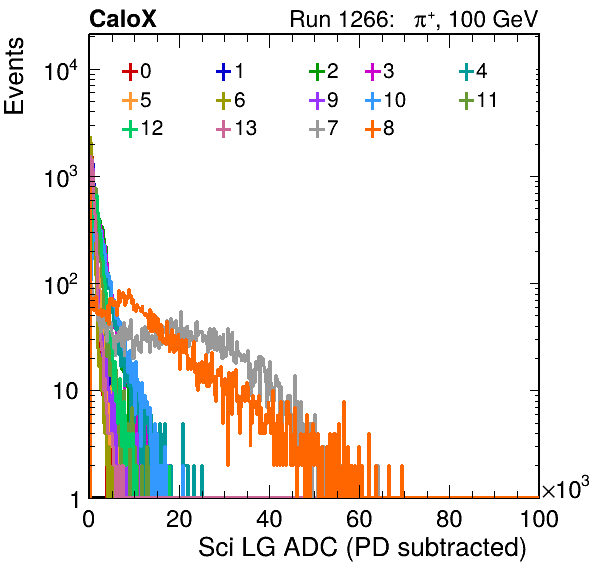 CaloX Run 1266: π⁺, 100 GeV
Events
10⁴
10³
10²
10
1
0 1 2 3 4
5 6 9 10 11
12 13 7 8
0 20 40 60 80 100
×10³
Sci LG ADC (PD subtracted)